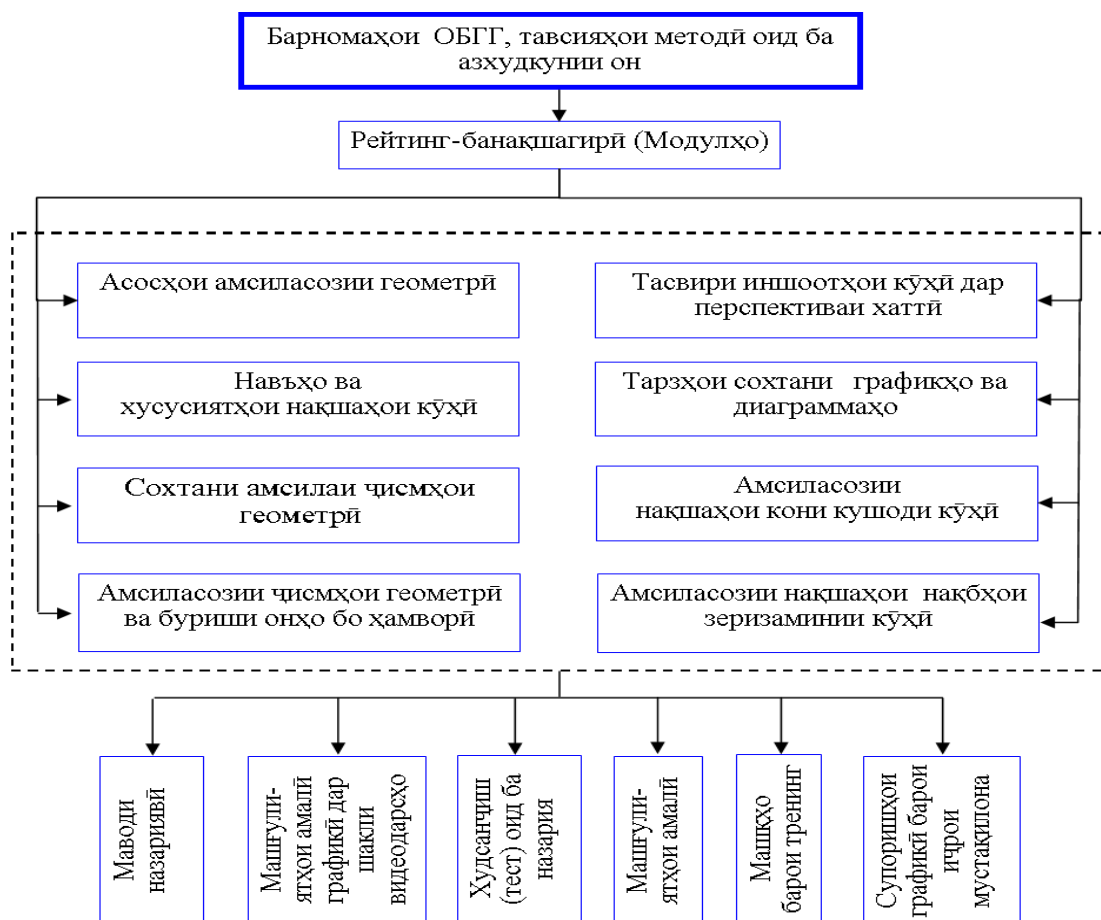 Барномаҳои ОБГГ, тавсияҳои методӣ оид ба
азхудкунии он
Рейтинг-банақшагирӣ (Модулҳо)
Асосҳои амсиласозии геометрӣ
Навъҳо ва
хусусиятҳои нақшаҳои кӯҳӣ
Сохтани амсилаи ҷисмҳои
геометрӣ
Амсиласозии ҷисмҳои геометрӣ
ва буриши онҳо бо ҳамворӣ
Тасвири иншоотҳои кӯҳӣ дар
перспективаи хаттӣ
Тарзҳои сохтани графикҳо ва
диаграммаҳо
Амсиласозии
нақшаҳои кони кушоди кӯҳӣ
Амсиласозии нақшаҳои нақбҳои
зеризаминии кӯҳӣ
Маводи
назариявӣ
Машғули-
ятҳои амалӣ
графикӣ дар
шакли
видеодарсҳо
Худсанҷиш
(тест) оид ба
назария
Машғули-
ятҳои амалӣ
Машқҳо
барои тренинг
Супоришҳои
графикӣ барои
иҷрои
мустақилона